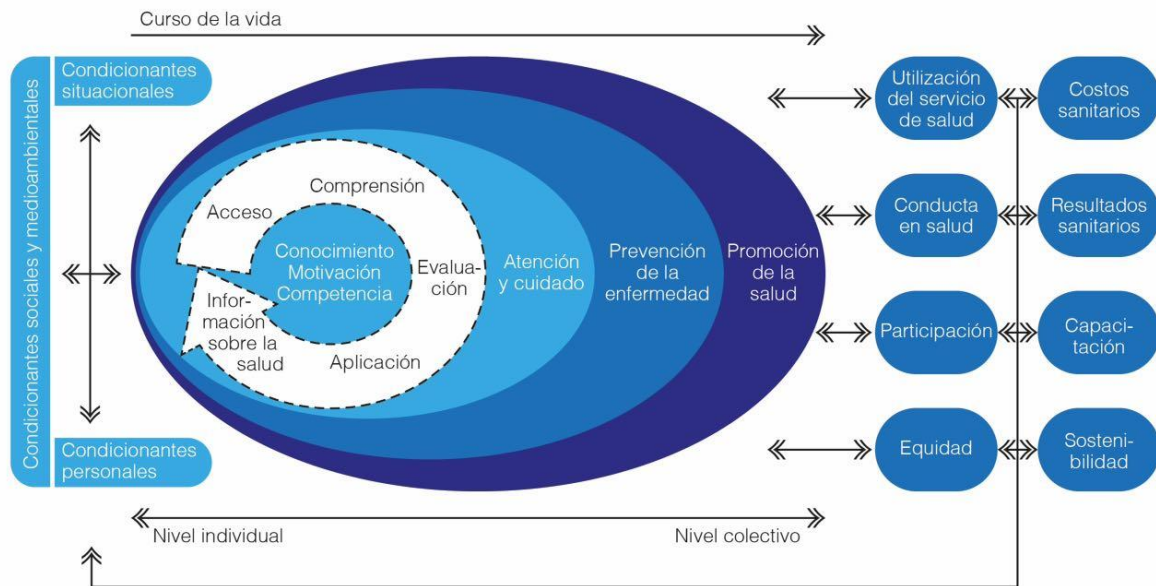 Curso de la vida
Condicionantes sociales y medioambientales
Condicionantes
situacionales
Condicionantes
personales
Acceso
Comprensión
Evalua-
ción
Aplicación
Infor-
mación
sobre la
salud
Conocimiento
Motivación
Competencia
Atención
y cuidado
Prevención
de la
enfermedad
Promoción
de la
salud
Utilización
del servicio
de salud
Costos
sanitarios
Conducta
en salud
Resultados
sanitarios
Participación
Capaci-
tación
Equidad
Sosteni-
bilidad
Nivel individual
Nivel colectivo